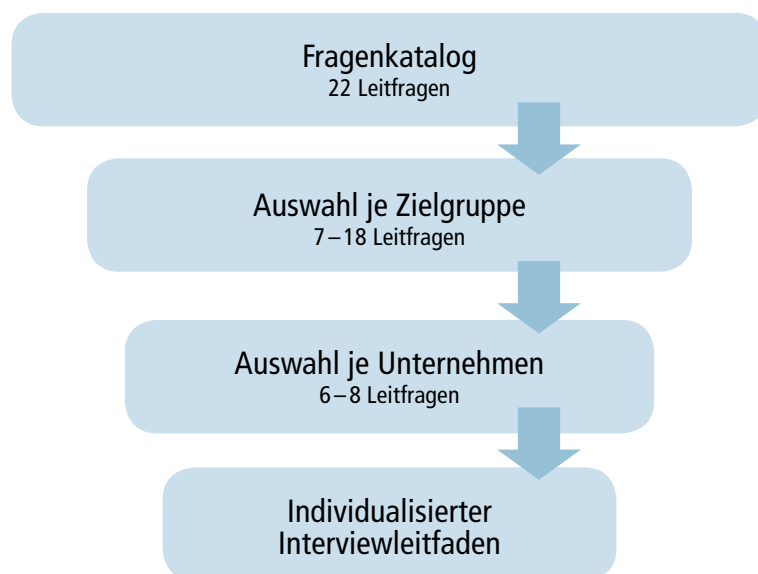 Fragenkatalog
22 Leitfragen
Auswahl je Zielgruppe
7–18 Leitfragen
Auswahl je Unternehmen
6–8 Leitfragen
Individualisierter
Interviewleitfaden